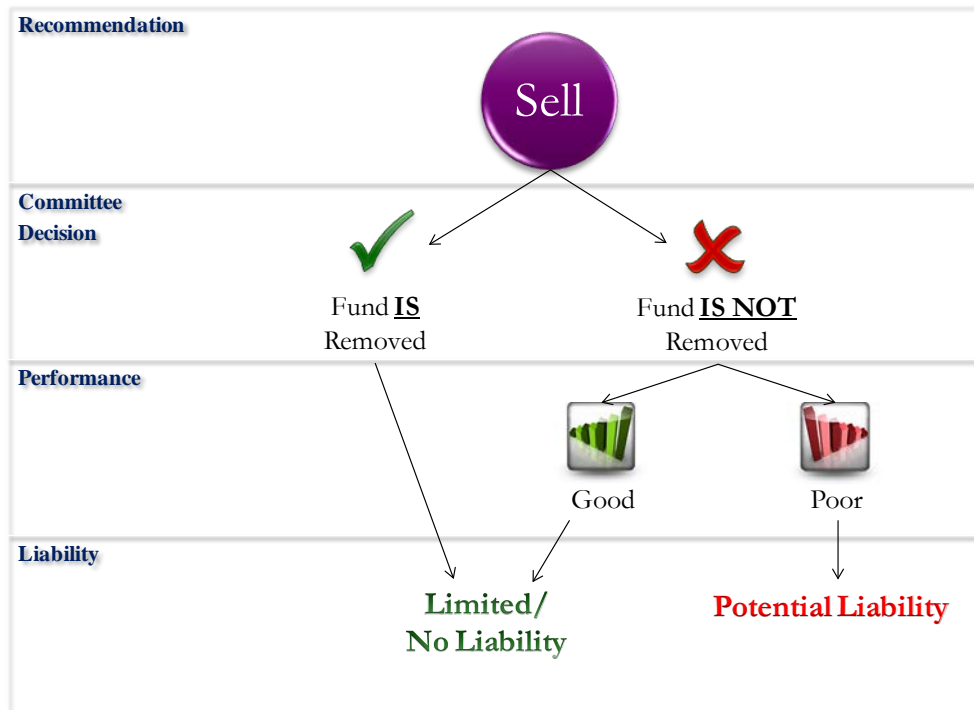 Recommendation
Sell
Committee
Decision
Fund IS
Removed
Fund IS NOT
Removed
Performance
Good
Poor
Liability
Limited/
No Liability
Potential Liability